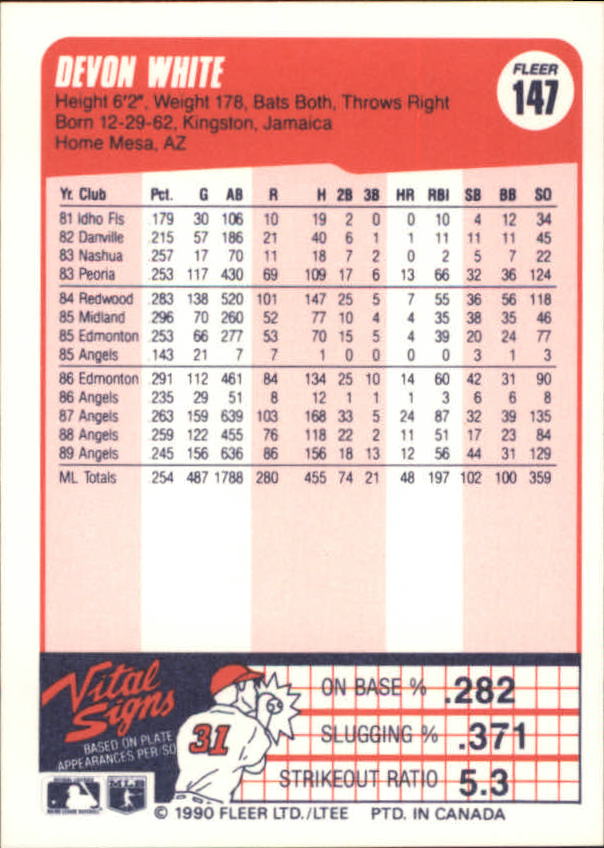 DEVON WHITE
FLEER
147
Height 6'2", Weight 178, Bats Both, Throws Right
Born 12-29-62, Kingston, Jamaica
Home Mesa, AZ
Yr. Club Pct. G AB R H 2B 3B HR RBI SB BB SO
81 Idho Fls .179 30 106 10 19 2 0 0 10 4 12 34
82 Danville .215 57 186 21 40 6 1 1 11 11 11 45
83 Nashua .257 17 70 11 18 7 2 0 2 5 7 22
83 Peoria .253 117 430 69 109 17 6 13 66 32 36 124
84 Redwood .283 138 520 101 147 25 5 7 55 36 56 118
85 Midland .296 70 260 52 77 10 4 4 35 38 35 46
85 Edmonton .253 66 277 53 70 15 5 4 39 20 24 77
85 Angels .143 21 7 7 1 0 0 0 0 3 1 3
86 Edmonton .291 112 461 84 134 25 10 14 60 42 31 90
86 Angels .235 29 51 8 12 1 1 1 3 6 6 8
87 Angels .263 159 639 103 168 33 5 24 87 32 39 135
88 Angels .259 122 455 76 118 22 2 11 51 17 23 84
89 Angels .245 156 636 86 156 18 13 12 56 44 31 129
ML Totals .254 487 1788 280 455 74 21 48 197 102 100 359
Vital Signs
BASED ON PLATE
APPEARANCES PER/SO
31
ON BASE % .282
SLUGGING % .371
STRIKEOUT RATIO 5.3
© 1990 FLEER LTD./LTEE PTD. IN CANADA